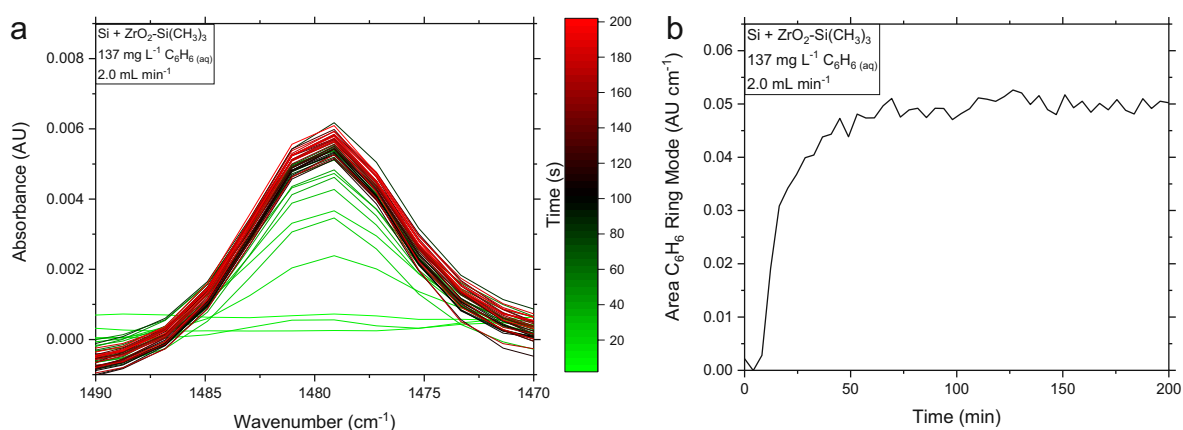 a
Si + ZrO₂-Si(CH₃)₃
137 mg L⁻¹ C₆H₆ (aq)
2.0 mL min⁻¹
Absorbance (AU)
0.008
0.006
0.004
0.002
0.000
1490
1485
1480
1475
1470
Wavenumber (cm⁻¹)
Time (s)
200
180
160
140
120
100
80
60
40
20
b
Si + ZrO₂-Si(CH₃)₃
137 mg L⁻¹ C₆H₆ (aq)
2.0 mL min⁻¹
Area C₆H₆ Ring Mode (AU cm⁻¹)
0.06
0.05
0.04
0.03
0.02
0.01
0.00
0
50
100
150
200
Time (min)